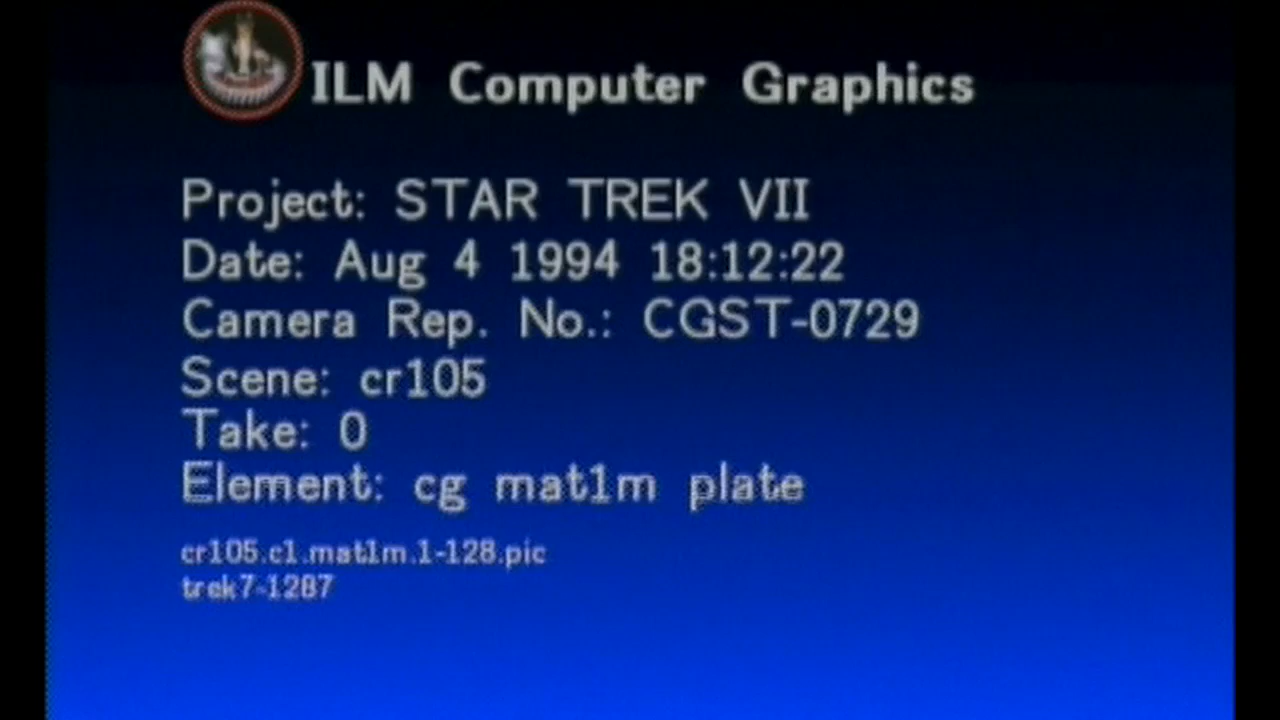 ILM Computer Graphics
Project: STAR TREK VII
Date: Aug 4 1994 18:12:22
Camera Rep. No.: CGST-0729
Scene: cr105
Take: 0
Element: cg mat1m plate
cr105.c1.mat1m.1-128.pic
trek7-1287